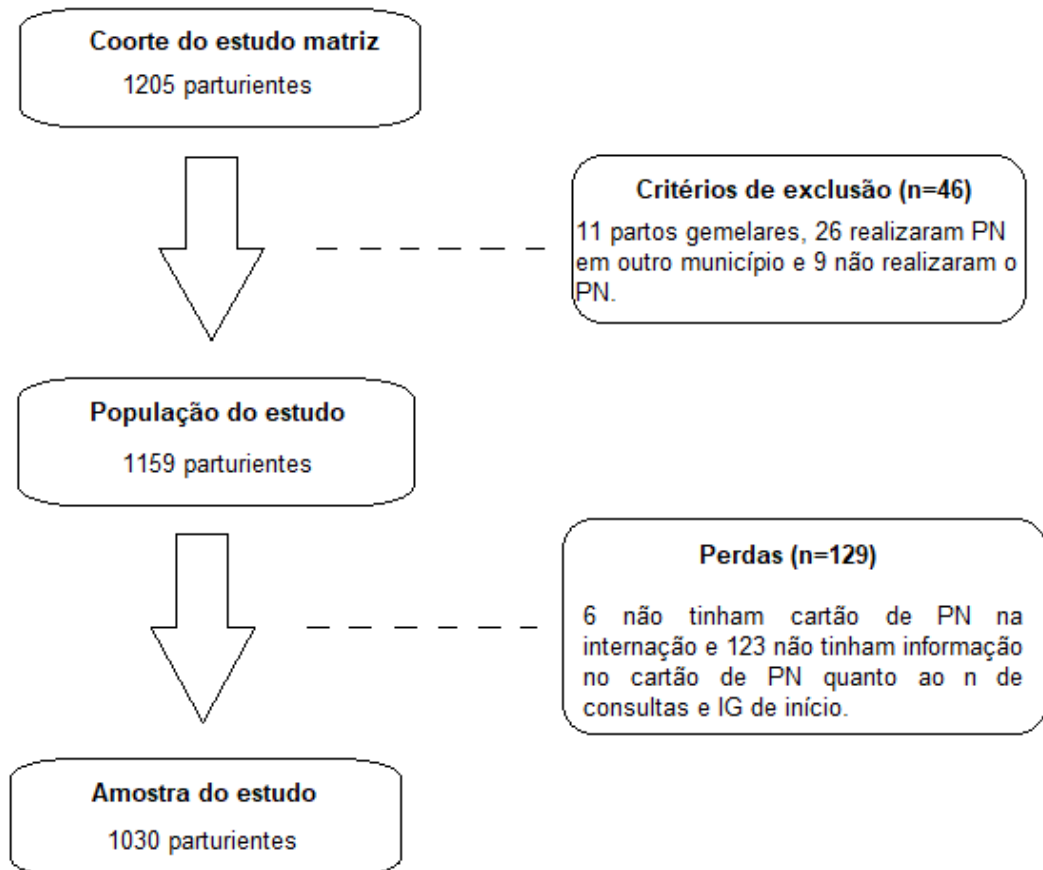 Coorte do estudo matriz
1205 parturientes
Critérios de exclusão (n=46)
11 partos gemelares, 26 realizaram PN
em outro município e 9 não realizaram o
PN.
População do estudo
1159 parturientes
Perdas (n=129)
6 não tinham cartão de PN na
internação e 123 não tinham informação
no cartão de PN quanto ao n de
consultas e IG de início.
Amostra do estudo
1030 parturientes